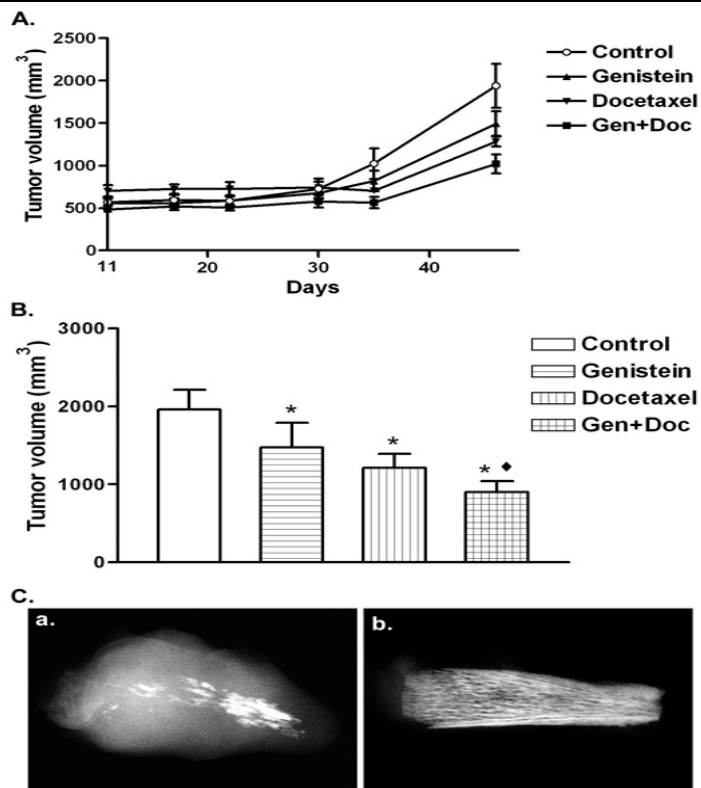 A.
Tumor volume (mm³)
2500
2000
1500
1000
500
0
11
20
30
40
Days
Control
Genistein
Docetaxel
Gen+Doc
B.
Tumor volume (mm³)
3000
2000
1000
0
*
*
* ◆
Control
Genistein
Docetaxel
Gen+Doc
C.
a.
b.